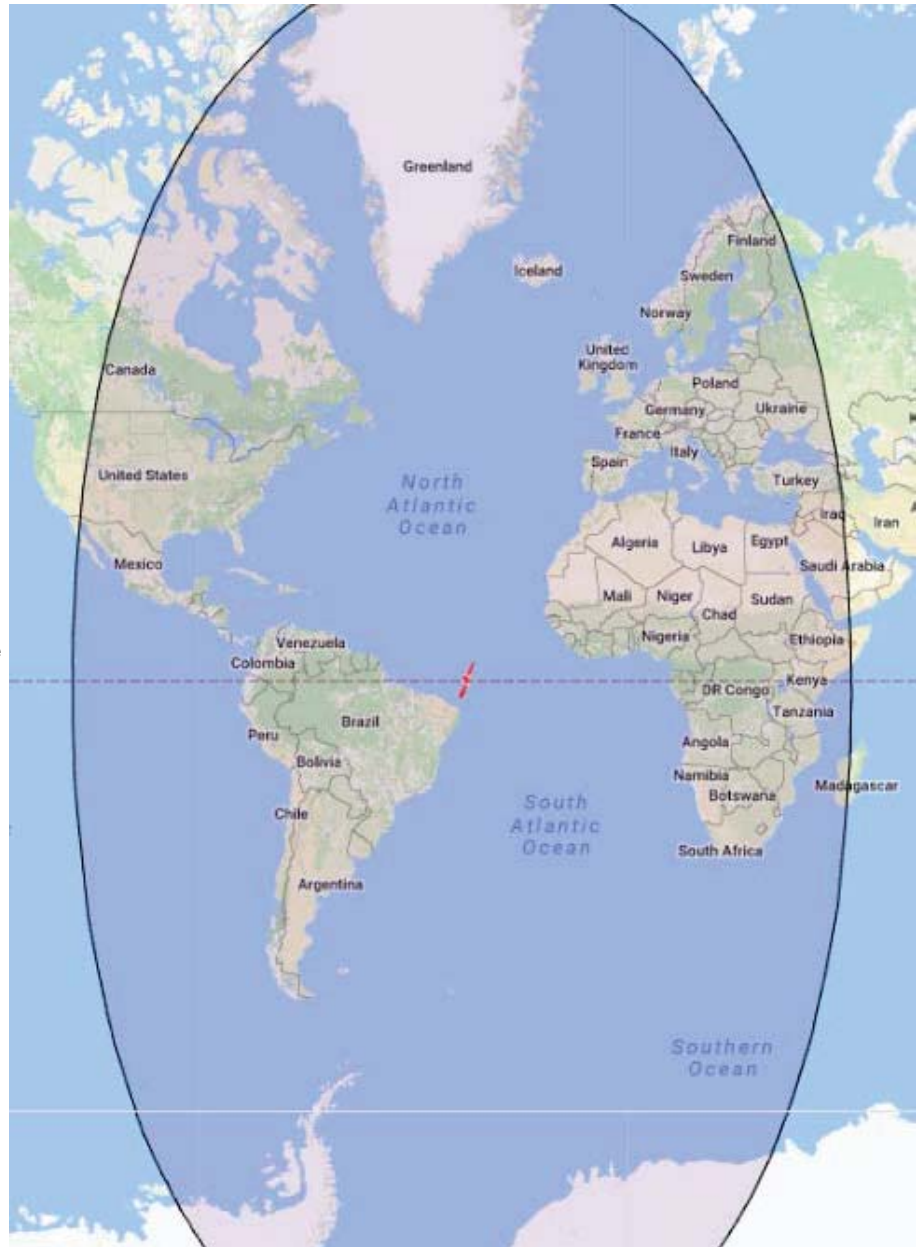 Greenland
Finland
Iceland
Sweden
Norway
United
Kingdom
Canada
Poland
Germany
Ukraine
France
Italy
Spain
United States
Turkey
North
Atlantic
Ocean
Iraq
Iran
Algeria
Libya
Egypt
Mexico
Saudi Arabia
Mali
Niger
Chad
Sudan
Nigeria
Ethiopia
Venezuela
Colombia
Kenya
DR Congo
Tanzania
Brazil
Peru
Angola
Bolivia
Namibia
Botswana
Madagascar
Chile
South
Atlantic
Ocean
South Africa
Argentina
Southern
Ocean